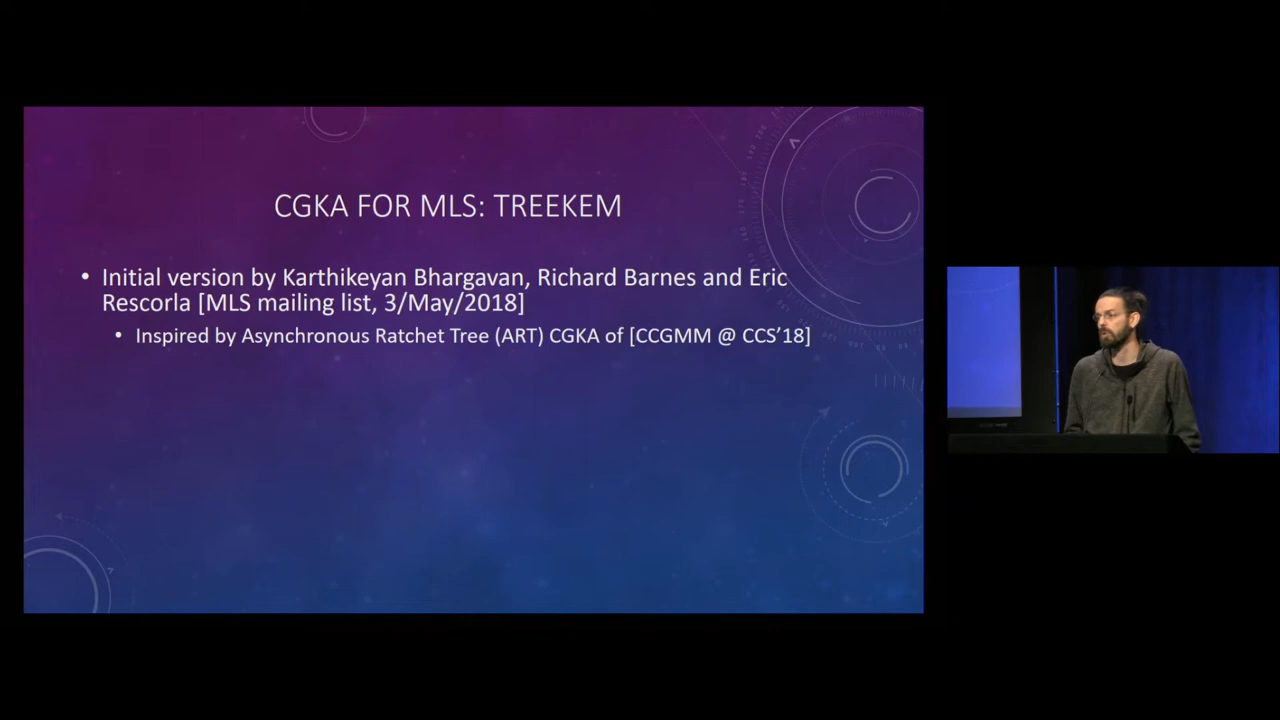 CGKA FOR MLS: TREEKEM
• Initial version by Karthikeyan Bhargavan, Richard Barnes and Eric
Rescorla [MLS mailing list, 3/May/2018]
• Inspired by Asynchronous Ratchet Tree (ART) CGKA of [CCGMM @ CCS’18]